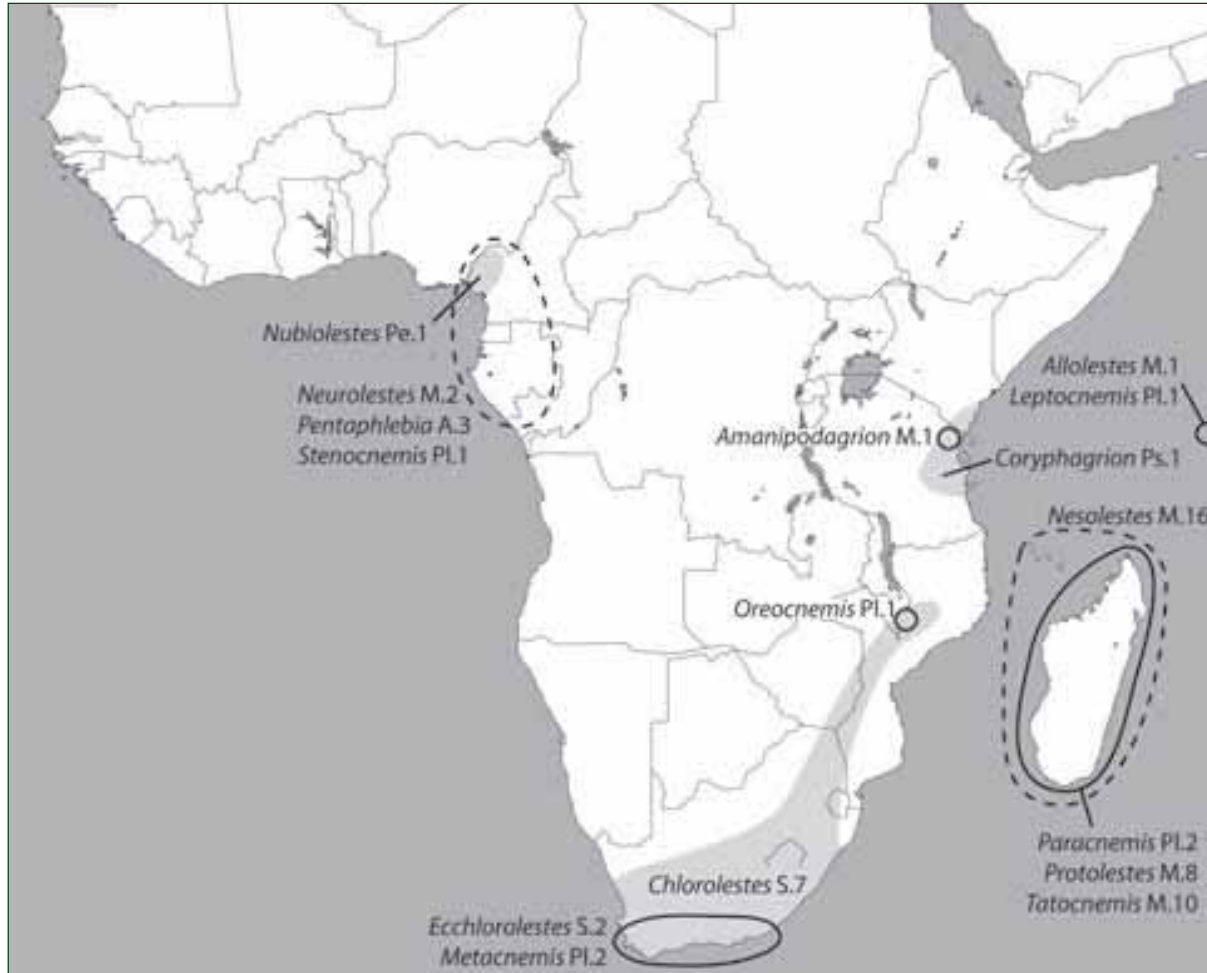 Nubiolestes Pe.1
Neurolestes M.2
Pentaphlebia A.3
Stenocnemis Pl.1
Allolestes M.1
Leptocnemis Pl.1
Amanipodagrion M.1
Coryphagrion Ps.1
Nesolestes M.16
Oreocnemis Pl.1
Chlorolestes S.7
Ecchlorolestes S.2
Metacnemis Pl.2
Paracnemis Pl.2
Protolestes M.8
Tatocnemis M.10